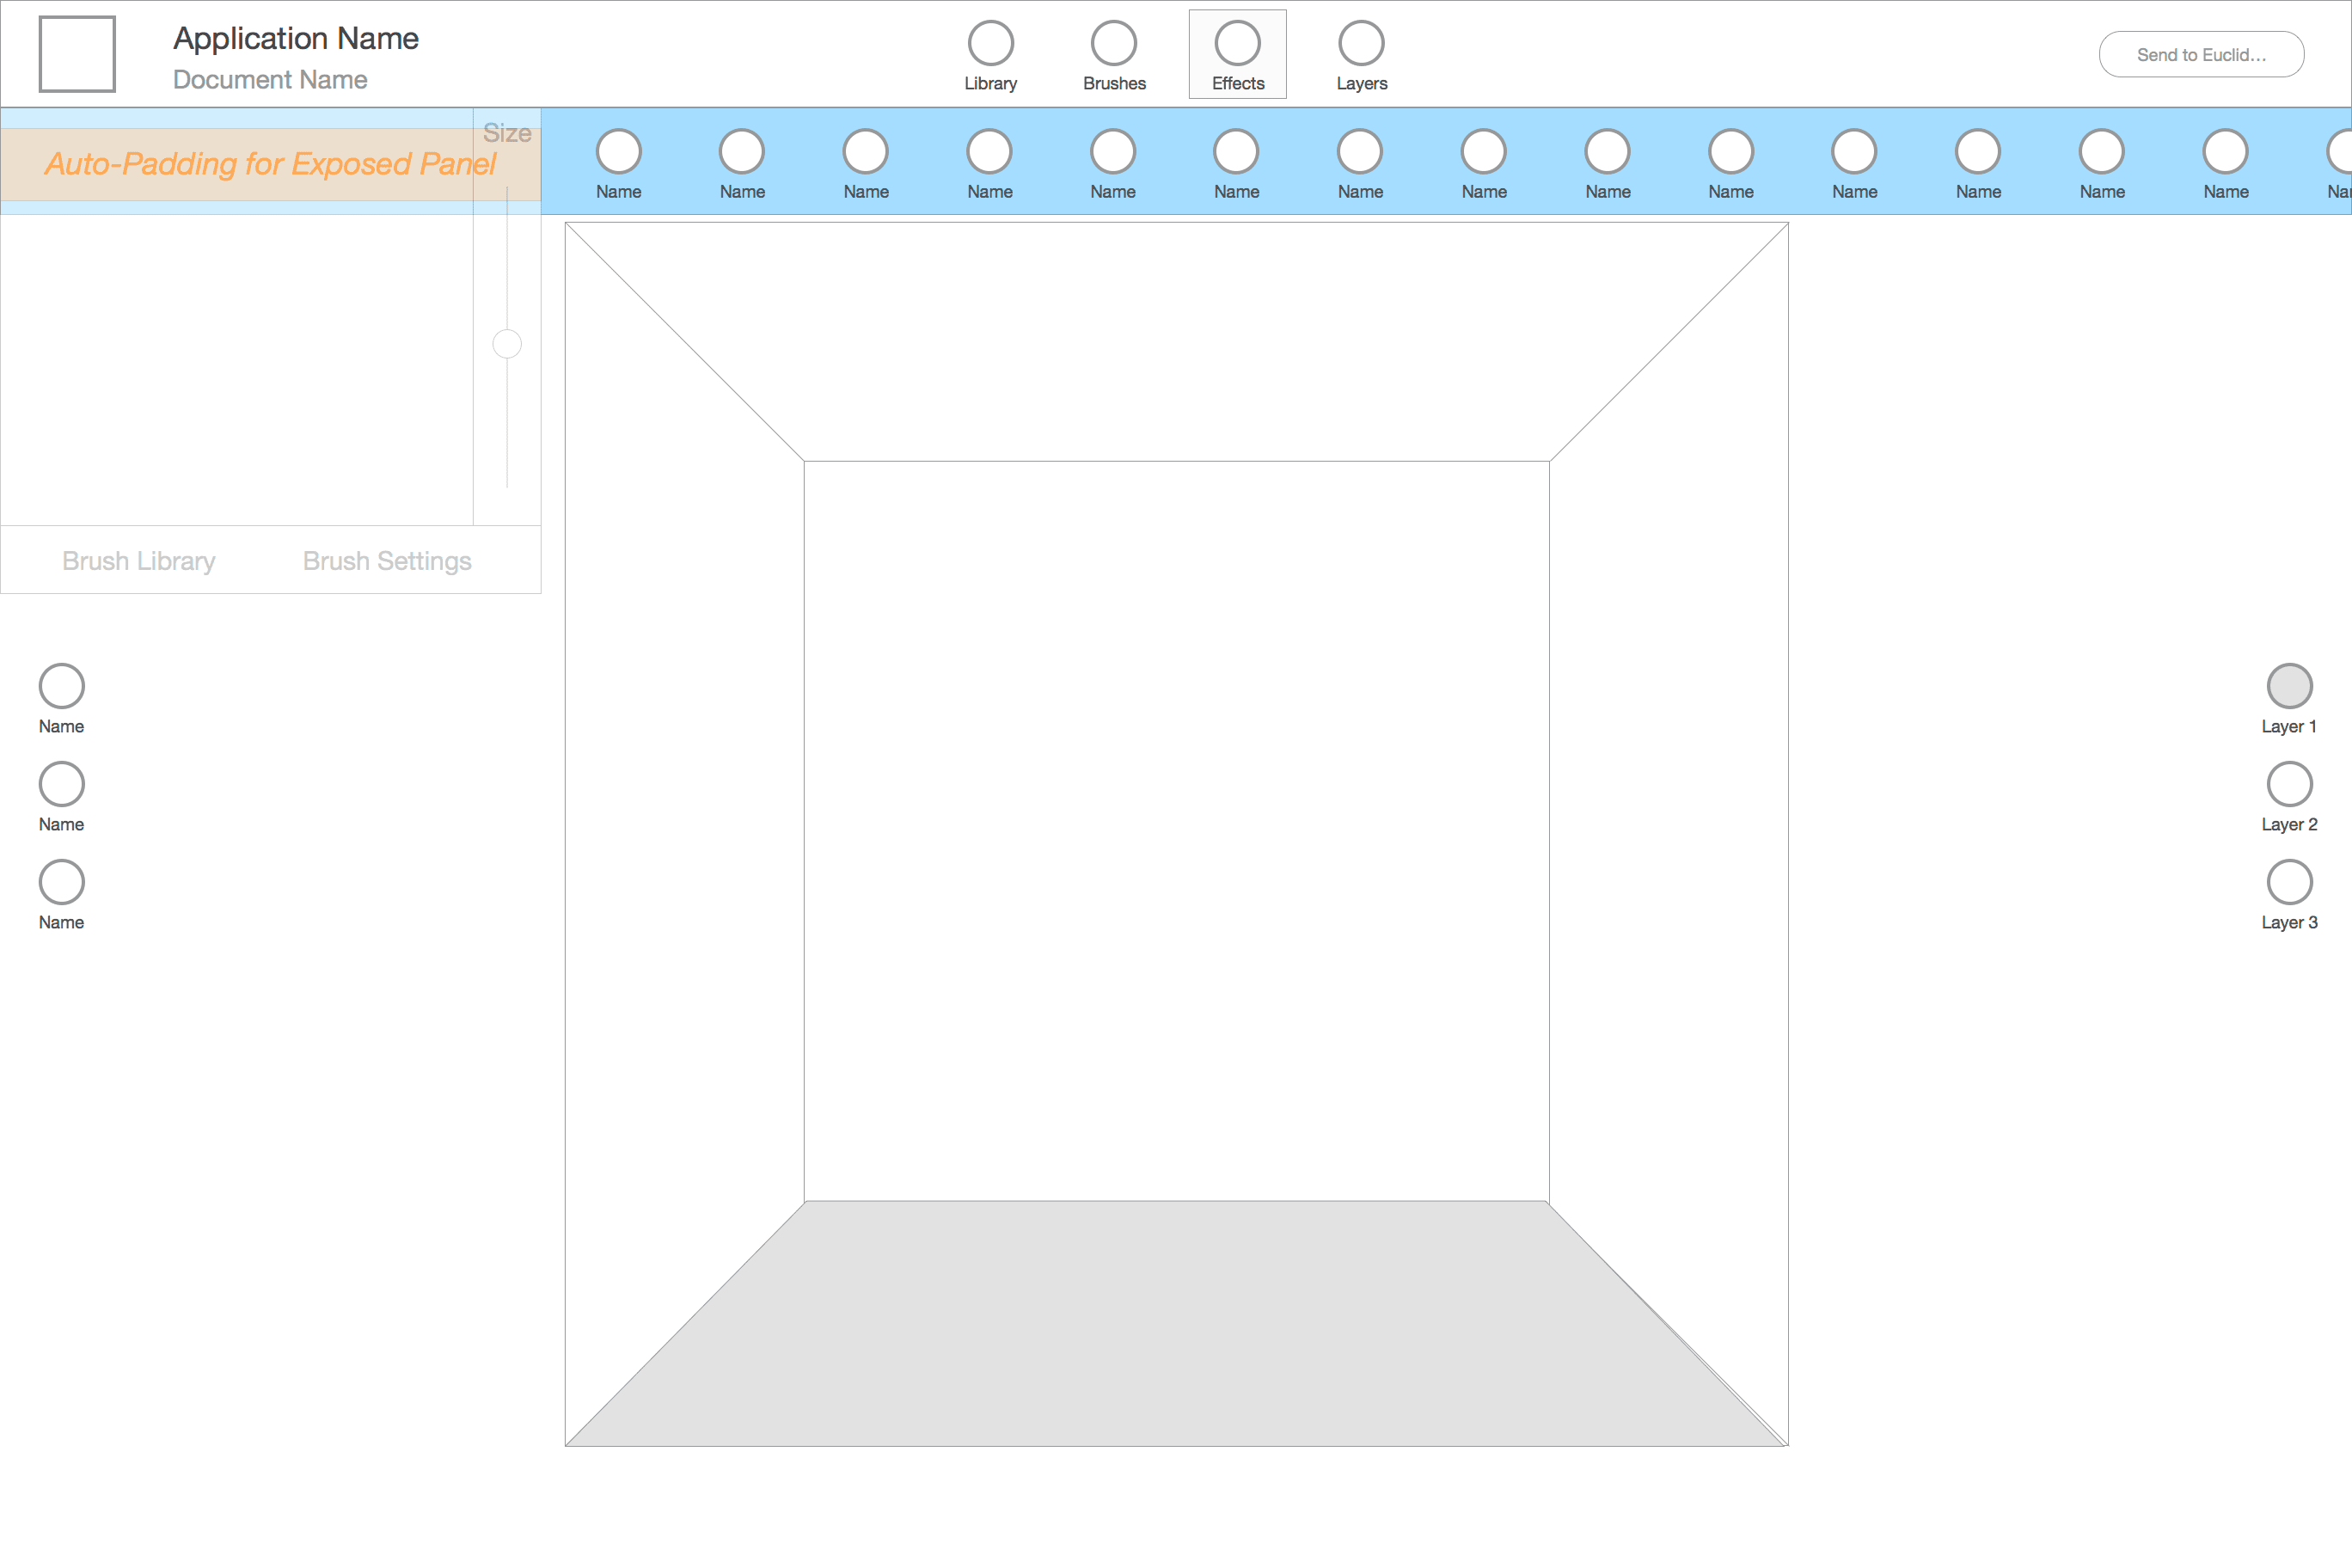 Application Name
Document Name
Library
Brushes
Effects
Layers
Send to Euclid...
Size
Auto-Padding for Exposed Panel
Name
Name
Name
Name
Name
Name
Name
Name
Name
Name
Name
Name
Name
Name
Brush Library
Brush Settings
Name
Name
Name
Layer 1
Layer 2
Layer 3